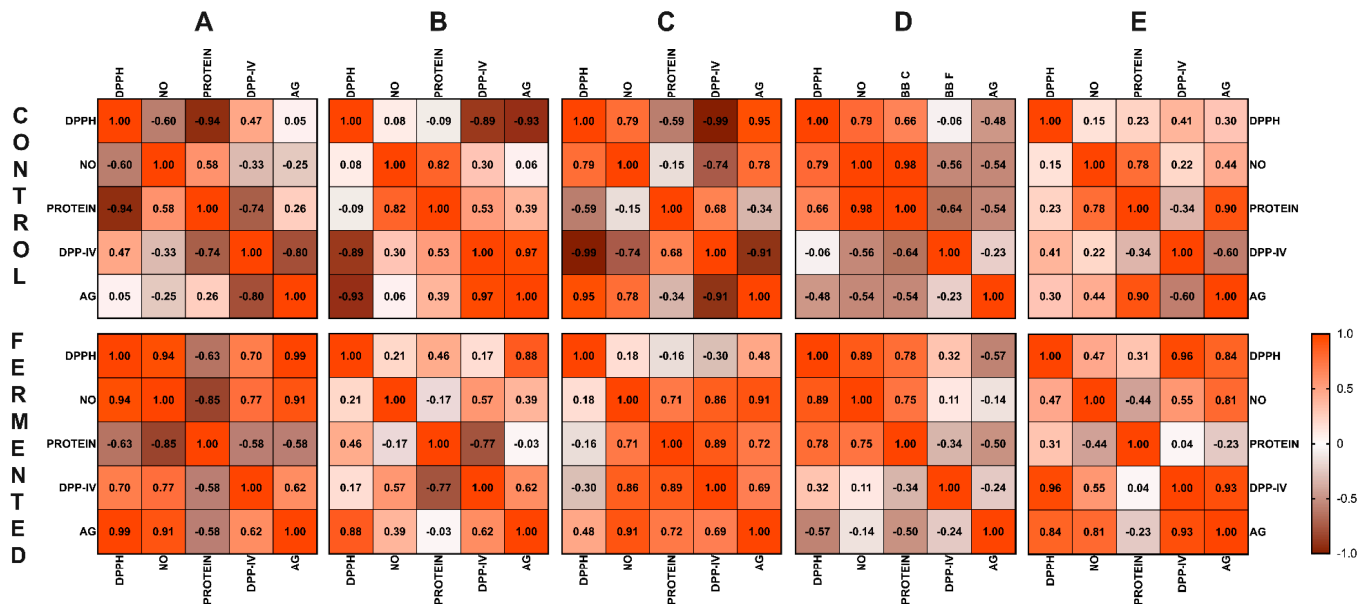 A B C D E
DPPH NO PROTEIN DPP-IV AG DPPH NO PROTEIN DPP-IV AG DPPH NO PROTEIN DPP-IV AG DPPH NO BB C BB F AG DPPH NO PROTEIN DPP-IV AG
CONTROL
DPPH 1.00 -0.60 -0.94 0.47 0.05 1.00 0.08 -0.09 -0.89 -0.93 1.00 0.79 -0.59 -0.99 0.95 1.00 0.79 0.66 -0.06 -0.48 1.00 0.15 0.23 0.41 0.30 DPPH
NO -0.60 1.00 0.58 -0.33 -0.25 0.08 1.00 0.82 0.30 0.06 0.79 1.00 -0.15 -0.74 0.78 0.79 1.00 0.98 -0.56 -0.54 0.15 1.00 0.78 0.22 0.44 NO
PROTEIN -0.94 0.58 1.00 -0.74 0.26 -0.09 0.82 1.00 0.53 0.39 -0.59 -0.15 1.00 0.68 -0.34 0.66 0.98 1.00 -0.64 -0.54 0.23 0.78 1.00 -0.34 0.90 PROTEIN
DPP-IV 0.47 -0.33 -0.74 1.00 -0.80 -0.89 0.30 0.53 1.00 0.97 -0.99 -0.74 0.68 1.00 -0.91 -0.06 -0.56 -0.64 1.00 -0.23 0.41 0.22 -0.34 1.00 -0.60 DPP-IV
AG 0.05 -0.25 0.26 -0.80 1.00 -0.93 0.06 0.39 0.97 1.00 0.95 0.78 -0.34 -0.91 1.00 -0.48 -0.54 -0.54 -0.23 1.00 0.30 0.44 0.90 -0.60 1.00 AG
FERMENTED
DPPH 1.00 0.94 -0.63 0.70 0.99 1.00 0.21 0.46 0.17 0.88 1.00 0.18 -0.16 -0.30 0.48 1.00 0.89 0.78 0.32 -0.57 1.00 0.47 0.31 0.96 0.84 DPPH
NO 0.94 1.00 -0.85 0.77 0.91 0.21 1.00 -0.17 0.57 0.39 0.18 1.00 0.71 0.86 0.91 0.89 1.00 0.75 0.11 -0.14 0.47 1.00 -0.44 0.55 0.81 NO
PROTEIN -0.63 -0.85 1.00 -0.58 -0.58 0.46 -0.17 1.00 -0.77 -0.03 -0.16 0.71 1.00 0.89 0.72 0.78 0.75 1.00 -0.34 -0.50 0.31 -0.44 1.00 0.04 -0.23 PROTEIN
DPP-IV 0.70 0.77 -0.58 1.00 0.62 0.17 0.57 -0.77 1.00 0.62 -0.30 0.86 0.89 1.00 0.69 0.32 0.11 -0.34 1.00 -0.24 0.96 0.55 0.04 1.00 0.93 DPP-IV
AG 0.99 0.91 -0.58 0.62 1.00 0.88 0.39 -0.03 0.62 1.00 0.48 0.91 0.72 0.69 1.00 -0.57 -0.14 -0.50 -0.24 1.00 0.84 0.81 -0.23 0.93 1.00 AG
DPPH NO PROTEIN DPP-IV AG DPPH NO PROTEIN DPP-IV AG DPPH NO PROTEIN DPP-IV AG DPPH NO PROTEIN DPP-IV AG DPPH NO PROTEIN DPP-IV AG
1.0
0.5
0
-0.5
-1.0